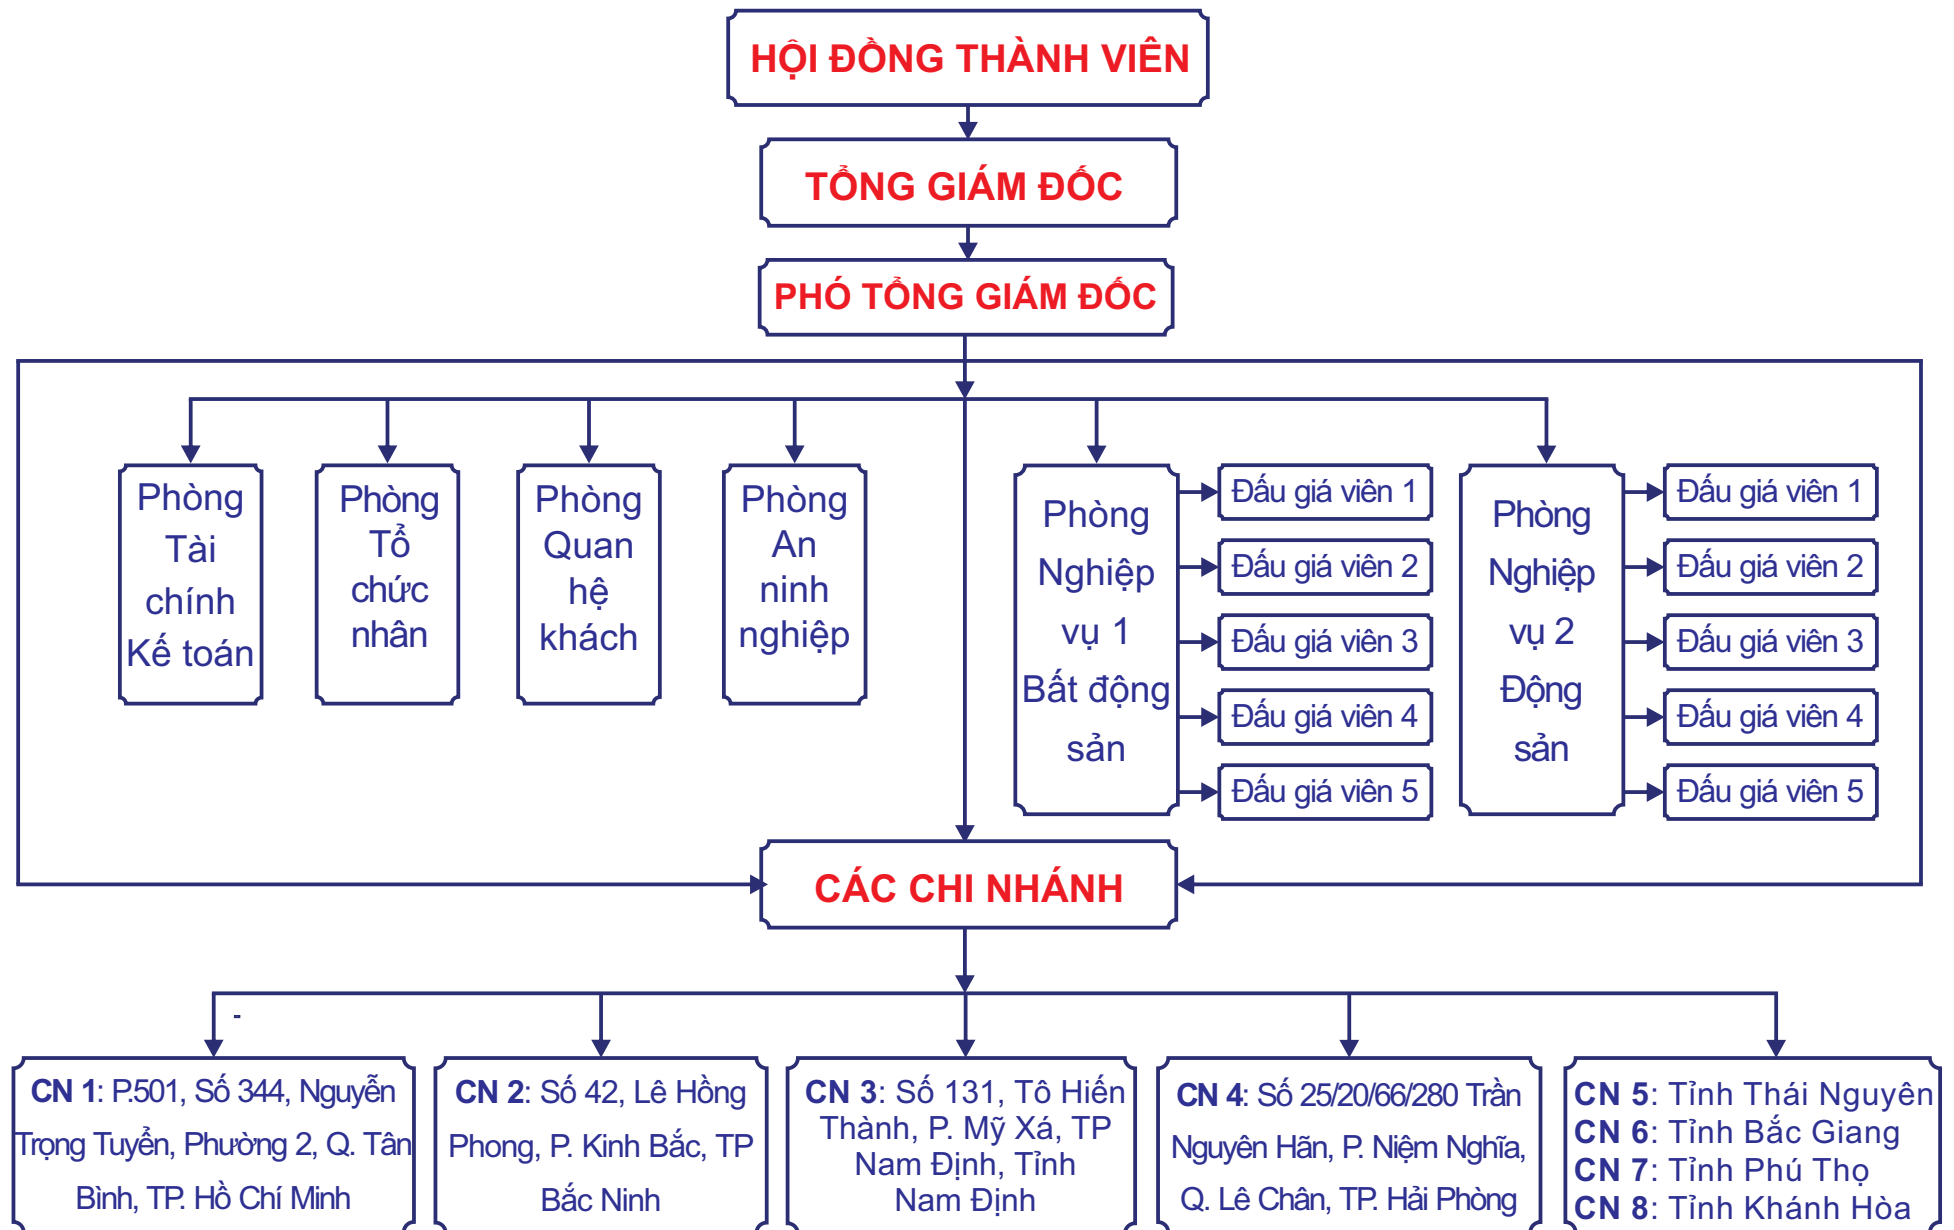 HỘI ĐỒNG THÀNH VIÊN
TỔNG GIÁM ĐỐC
PHÓ TỔNG GIÁM ĐỐC
Phòng
Tài
chính
Kế toán
Phòng
Tổ
chức
nhân
Phòng
Quan
hệ
khách
Phòng
An
ninh
nghiệp
Phòng
Nghiệp
vụ 1
Bất động
sản
Đấu giá viên 1
Đấu giá viên 2
Đấu giá viên 3
Đấu giá viên 4
Đấu giá viên 5
Phòng
Nghiệp
vụ 2
Động
sản
Đấu giá viên 1
Đấu giá viên 2
Đấu giá viên 3
Đấu giá viên 4
Đấu giá viên 5
CÁC CHI NHÁNH
-
CN 1: P.501, Số 344, Nguyễn
Trọng Tuyển, Phường 2, Q. Tân
Bình, TP. Hồ Chí Minh
CN 2: Số 42, Lê Hồng
Phong, P. Kinh Bắc, TP
Bắc Ninh
CN 3: Số 131, Tô Hiến
Thành, P. Mỹ Xá, TP
Nam Định, Tỉnh
Nam Định
CN 4: Số 25/20/66/280 Trần
Nguyên Hãn, P. Niệm Nghĩa,
Q. Lê Chân, TP. Hải Phòng
CN 5: Tỉnh Thái Nguyên
CN 6: Tỉnh Bắc Giang
CN 7: Tỉnh Phú Thọ
CN 8: Tỉnh Khánh Hòa